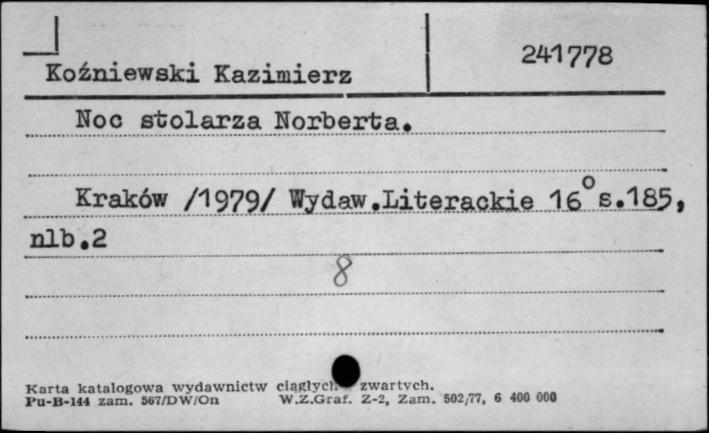 241778
Koźniewski Kazimierz
Noc stolarza Norberta.
Kraków /1979/ Wydaw.Literackie 16° s.185,
nlb.2
8
Karta katalogowa wydawnictw ciągłych zwartych.
Pu-B-144 zam. 567/DW/On W.Z.Graf. Z-2, Zam. 502/77, 6 400 000